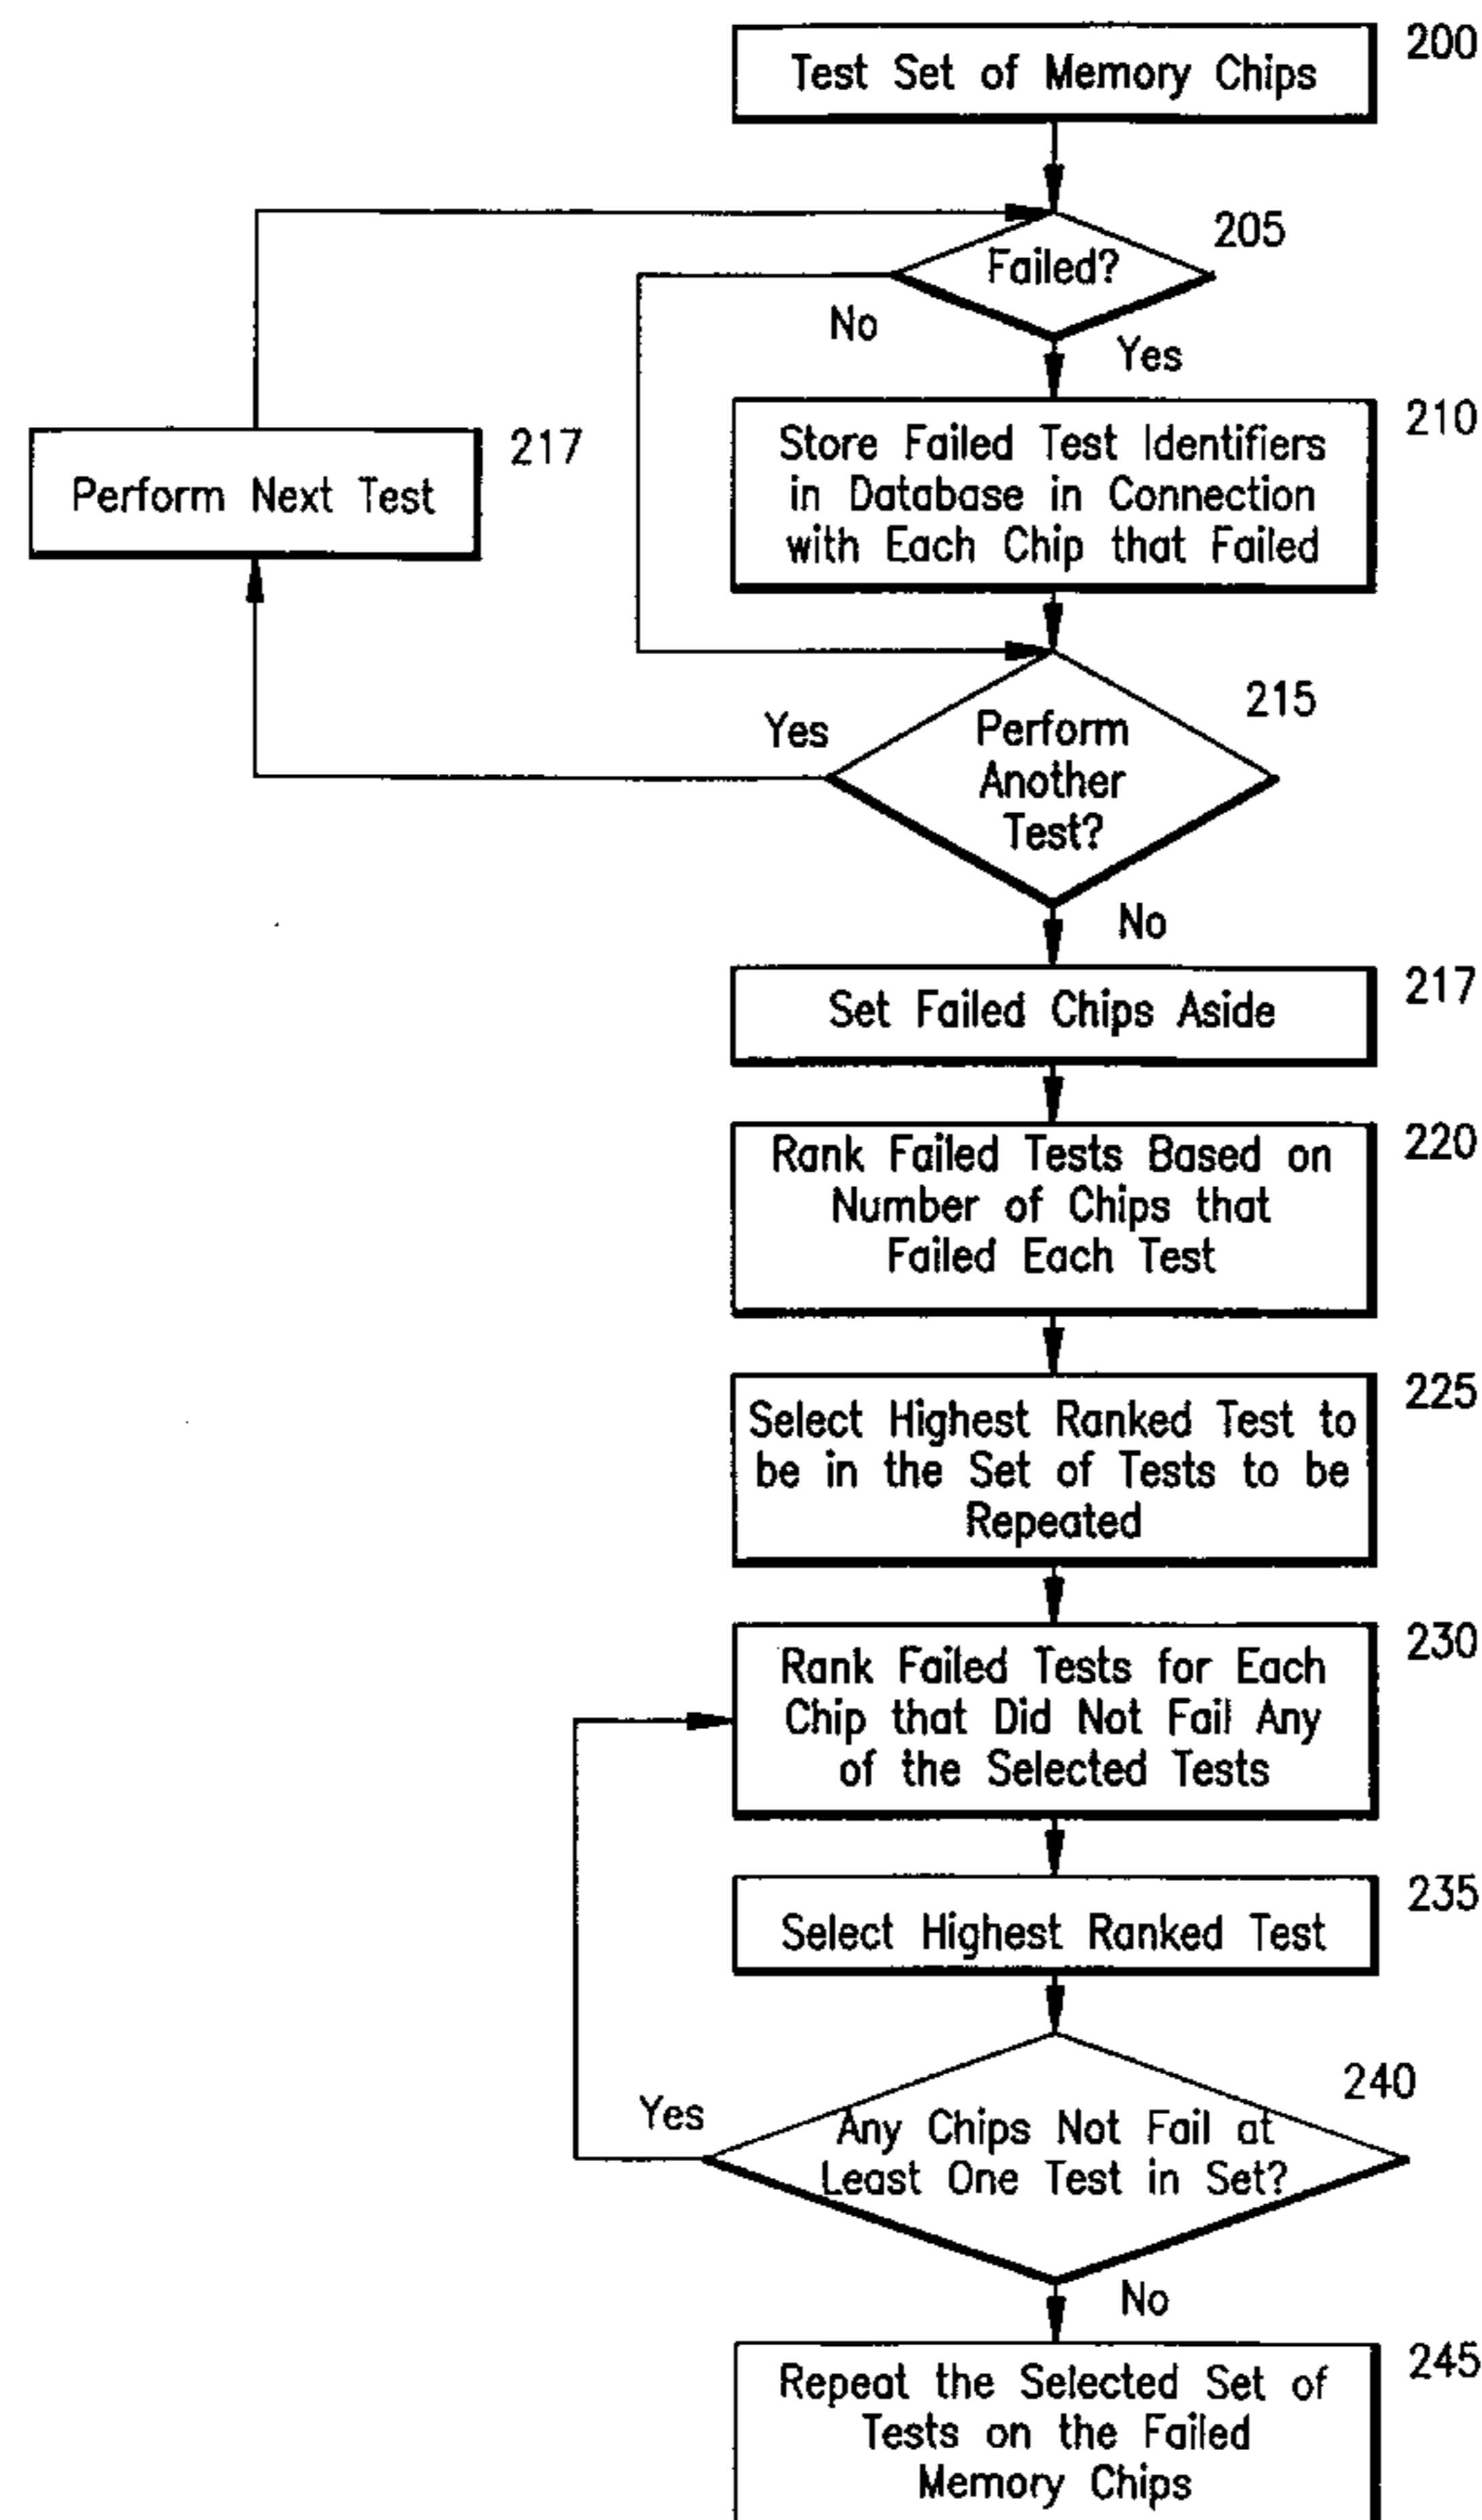 200
Test Set of Memory Chips
205
Failed?
No
Yes
210
Store Failed Test Identifiers
in Database in Connection
with Each Chip that Failed
217
Perform Next Test
215
Yes
Perform
Another
Test?
No
217
Set Failed Chips Aside
220
Rank Failed Tests Based on
Number of Chips that
Failed Each Test
225
Select Highest Ranked Test to
be in the Set of Tests to be
Repeated
230
Rank Failed Tests for Each
Chip that Did Not Fail Any
of the Selected Tests
235
Select Highest Ranked Test
240
Yes
Any Chips Not Fail at
Least One Test in Set?
No
245
Repeat the Selected Set of
Tests on the Failed
Memory Chips